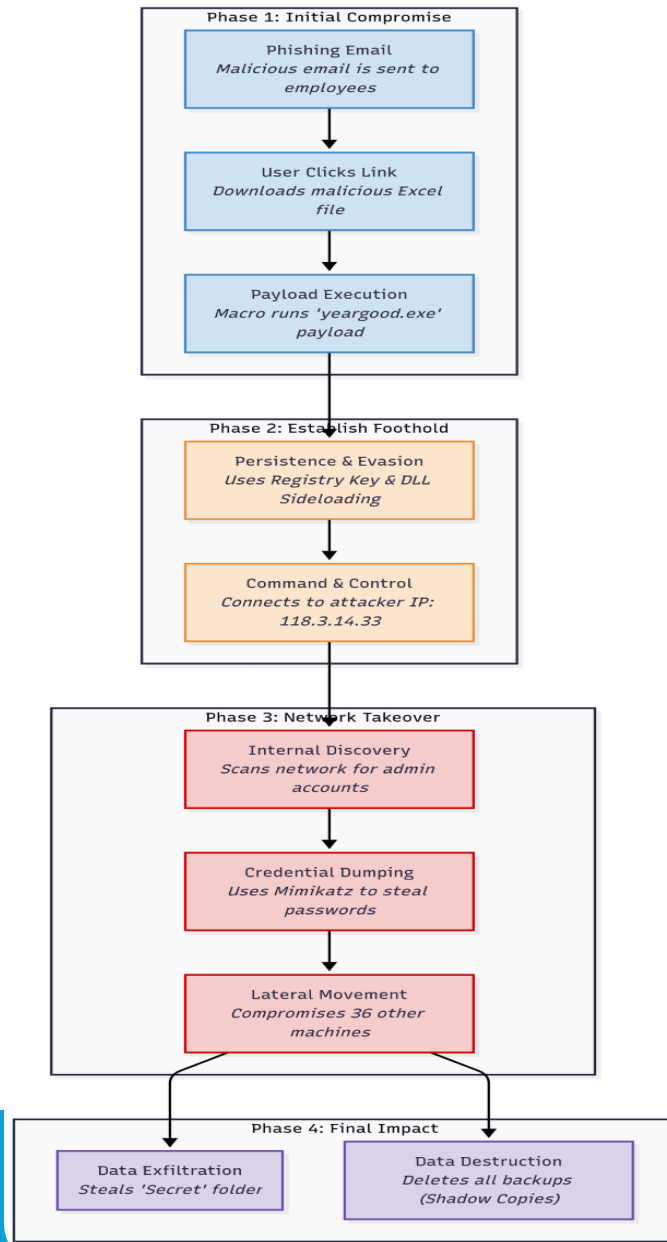 Phase 1: Initial Compromise
Phishing Email
Malicious email is sent to
employees
User Clicks Link
Downloads malicious Excel
file
Payload Execution
Macro runs 'yeargood.exe'
payload
Phase 2: Establish Foothold
Persistence & Evasion
Uses Registry Key & DLL
Sideloading
Command & Control
Connects to attacker IP:
118.3.14.33
Phase 3: Network Takeover
Internal Discovery
Scans network for admin
accounts
Credential Dumping
Uses Mimikatz to steal
passwords
Lateral Movement
Compromises 36 other
machines
Phase 4: Final Impact
Data Exfiltration
Steals 'Secret' folder
Data Destruction
Deletes all backups
(Shadow Copies)